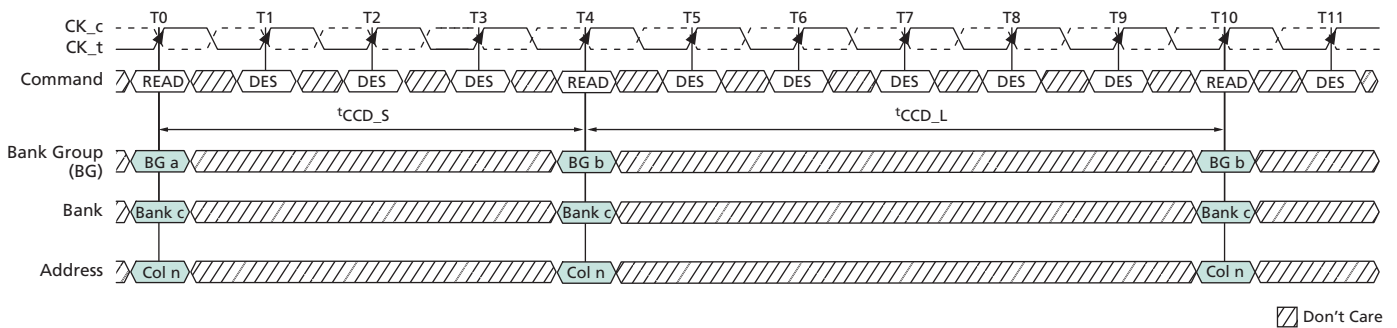 T0 T1 T2 T3 T4 T5 T6 T7 T8 T9 T10 T11
CK_c
CK_t
Command READ DES DES DES READ DES DES DES DES DES READ DES
tCCD_S tCCD_L
Bank Group
(BG)
BG a BG b BG b
Bank Bank c Bank c Bank c
Address Col n Col n Col n
Don't Care